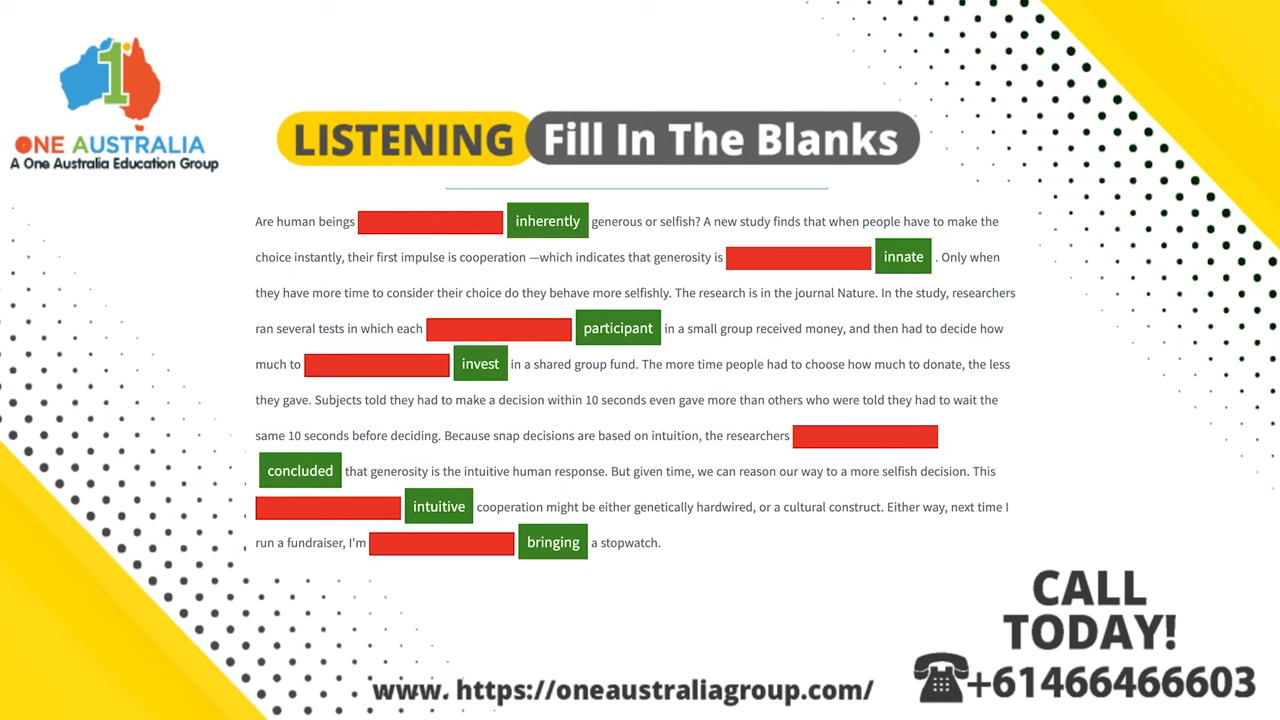 1
ONE AUSTRALIA
A One Australia Education Group
LISTENING Fill In The Blanks
Are human beings inherently generous or selfish? A new study finds that when people have to make the
choice instantly, their first impulse is cooperation —which indicates that generosity is innate . Only when
they have more time to consider their choice do they behave more selfishly. The research is in the journal Nature. In the study, researchers
ran several tests in which each participant in a small group received money, and then had to decide how
much to invest in a shared group fund. The more time people had to choose how much to donate, the less
they gave. Subjects told they had to make a decision within 10 seconds even gave more than others who were told they had to wait the
same 10 seconds before deciding. Because snap decisions are based on intuition, the researchers
concluded that generosity is the intuitive human response. But given time, we can reason our way to a more selfish decision. This
intuitive cooperation might be either genetically hardwired, or a cultural construct. Either way, next time I
run a fundraiser, I'm bringing a stopwatch.
CALL
TODAY!
+61466466603
www. https://oneaustraliagroup.com/